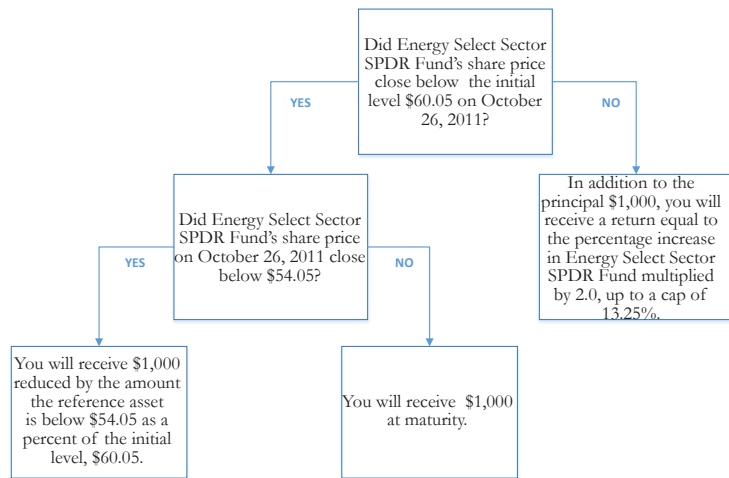 Did Energy Select Sector
SPDR Fund's share price
close below the initial
level $60.05 on October
26, 2011?
YES
NO
Did Energy Select Sector
SPDR Fund's share price
on October 26, 2011 close
below $54.05?
In addition to the
principal $1,000, you will
receive a return equal to
the percentage increase
in Energy Select Sector
SPDR Fund multiplied
by 2.0, up to a cap of
13.25%.
YES
NO
You will receive $1,000
reduced by the amount
the reference asset
is below $54.05 as a
percent of the initial
level, $60.05.
You will receive $1,000
at maturity.